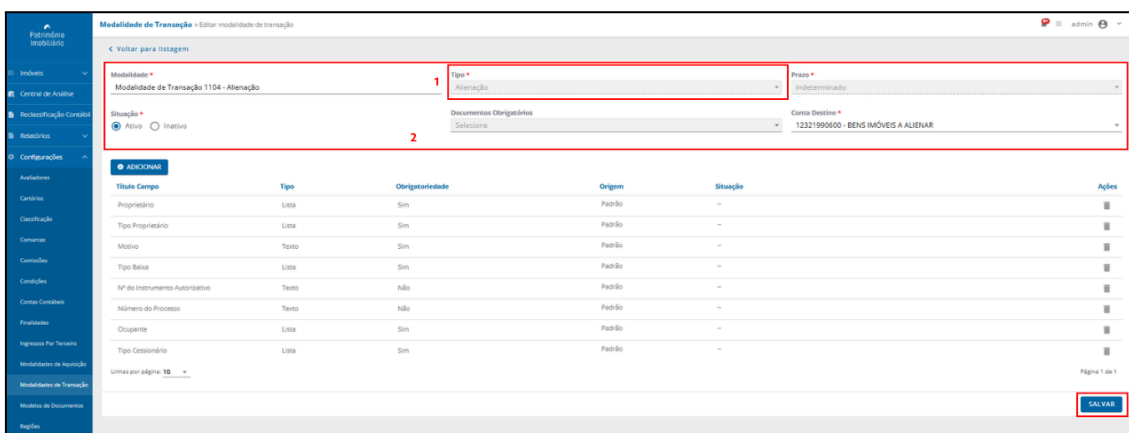 Patrimônio
Imobiliário
Modalidade de Transação > Editar modalidade de transação
admin
< Voltar para listagem
Imóveis
Central de Análise
Reclassificação Contábil
Relatórios
Configurações
Avaliadores
Cartórios
Classificação
Comarcas
Comissões
Condições
Contas Contábeis
Finalidades
Ingressos Por Terceiro
Modalidades de Aquisição
Modalidades de Transação
Modelos de Documentos
Regiões
Modalidade *
Modalidade de Transação 1104 - Alienação
1
Tipo *
Alienação
Prazo *
Indeterminado
Situação *
Ativo Inativo
2
Documentos Obrigatórios
Selecione
Conta Destino *
12321990600 - BENS IMÓVEIS A ALIENAR
ADICIONAR
Título Campo Tipo Obrigatoriedade Origem Situação Ações
Proprietário Lista Sim Padrão --
Tipo Proprietário Lista Sim Padrão --
Motivo Texto Sim Padrão --
Tipo Baixa Lista Sim Padrão --
Nº do Instrumento Autorizativo Texto Não Padrão --
Número do Processo Texto Não Padrão --
Ocupante Lista Sim Padrão --
Tipo Cessionário Lista Sim Padrão --
Linhas por página: 10 Página 1 de 1
SALVAR